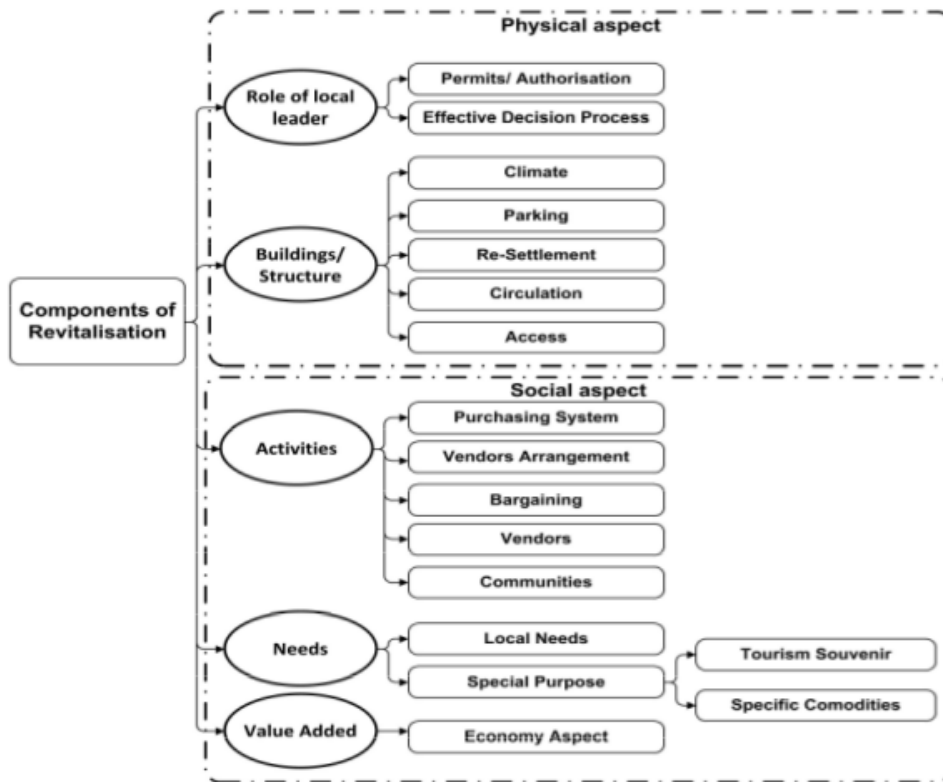 Physical aspect
Role of local
leader
Permits/ Authorisation
Effective Decision Process
Buildings/
Structure
Climate
Parking
Re-Settlement
Circulation
Access
Components of
Revitalisation
Social aspect
Activities
Purchasing System
Vendors Arrangement
Bargaining
Vendors
Communities
Needs
Local Needs
Special Purpose
Tourism Souvenir
Specific Comodities
Value Added
Economy Aspect